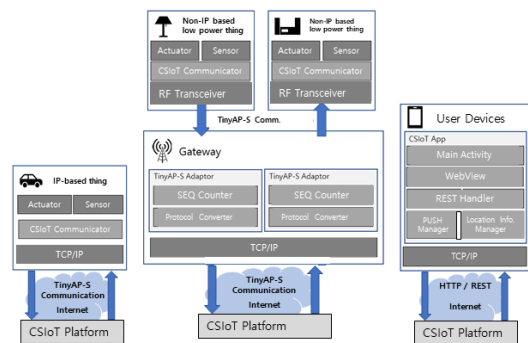 Non-IP based
low power thing
Actuator
Sensor
CSIoT Communicator
RF Transceiver
Non-IP based
low power thing
Actuator
Sensor
CSIoT Communicator
RF Transceiver
TinyAP-S Comm.
Gateway
TinyAP-S Adaptor
SEQ Counter
Protocol Converter
TinyAP-S Adaptor
SEQ Counter
Protocol Converter
TCP/IP
IP-based thing
Actuator
Sensor
CSIoT Communicator
TCP/IP
User Devices
CSIoT App
Main Activity
WebView
REST Handler
PUSH
Manager
Location Info.
Manager
TCP/IP
TinyAP-S
Communication
Internet
CSIoT Platform
TinyAP-S
Communication
Internet
CSIoT Platform
HTTP / REST
Internet
CSIoT Platform